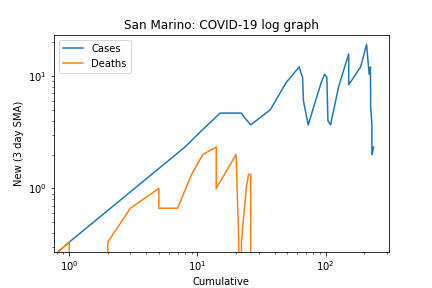 San Marino: COVID-19 log graph
Cases
Deaths
New (3 day SMA)
10¹
10⁰
10⁰ 10¹ 10²
Cumulative